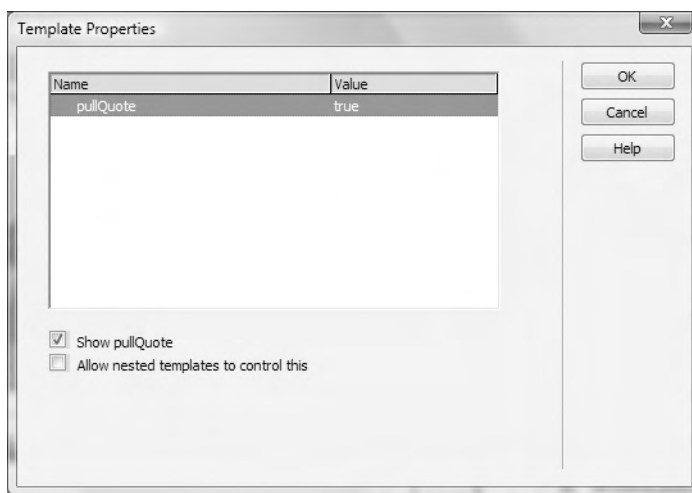 Template Properties
Name Value
pullQuote true
Show pullQuote
Allow nested templates to control this
OK
Cancel
Help